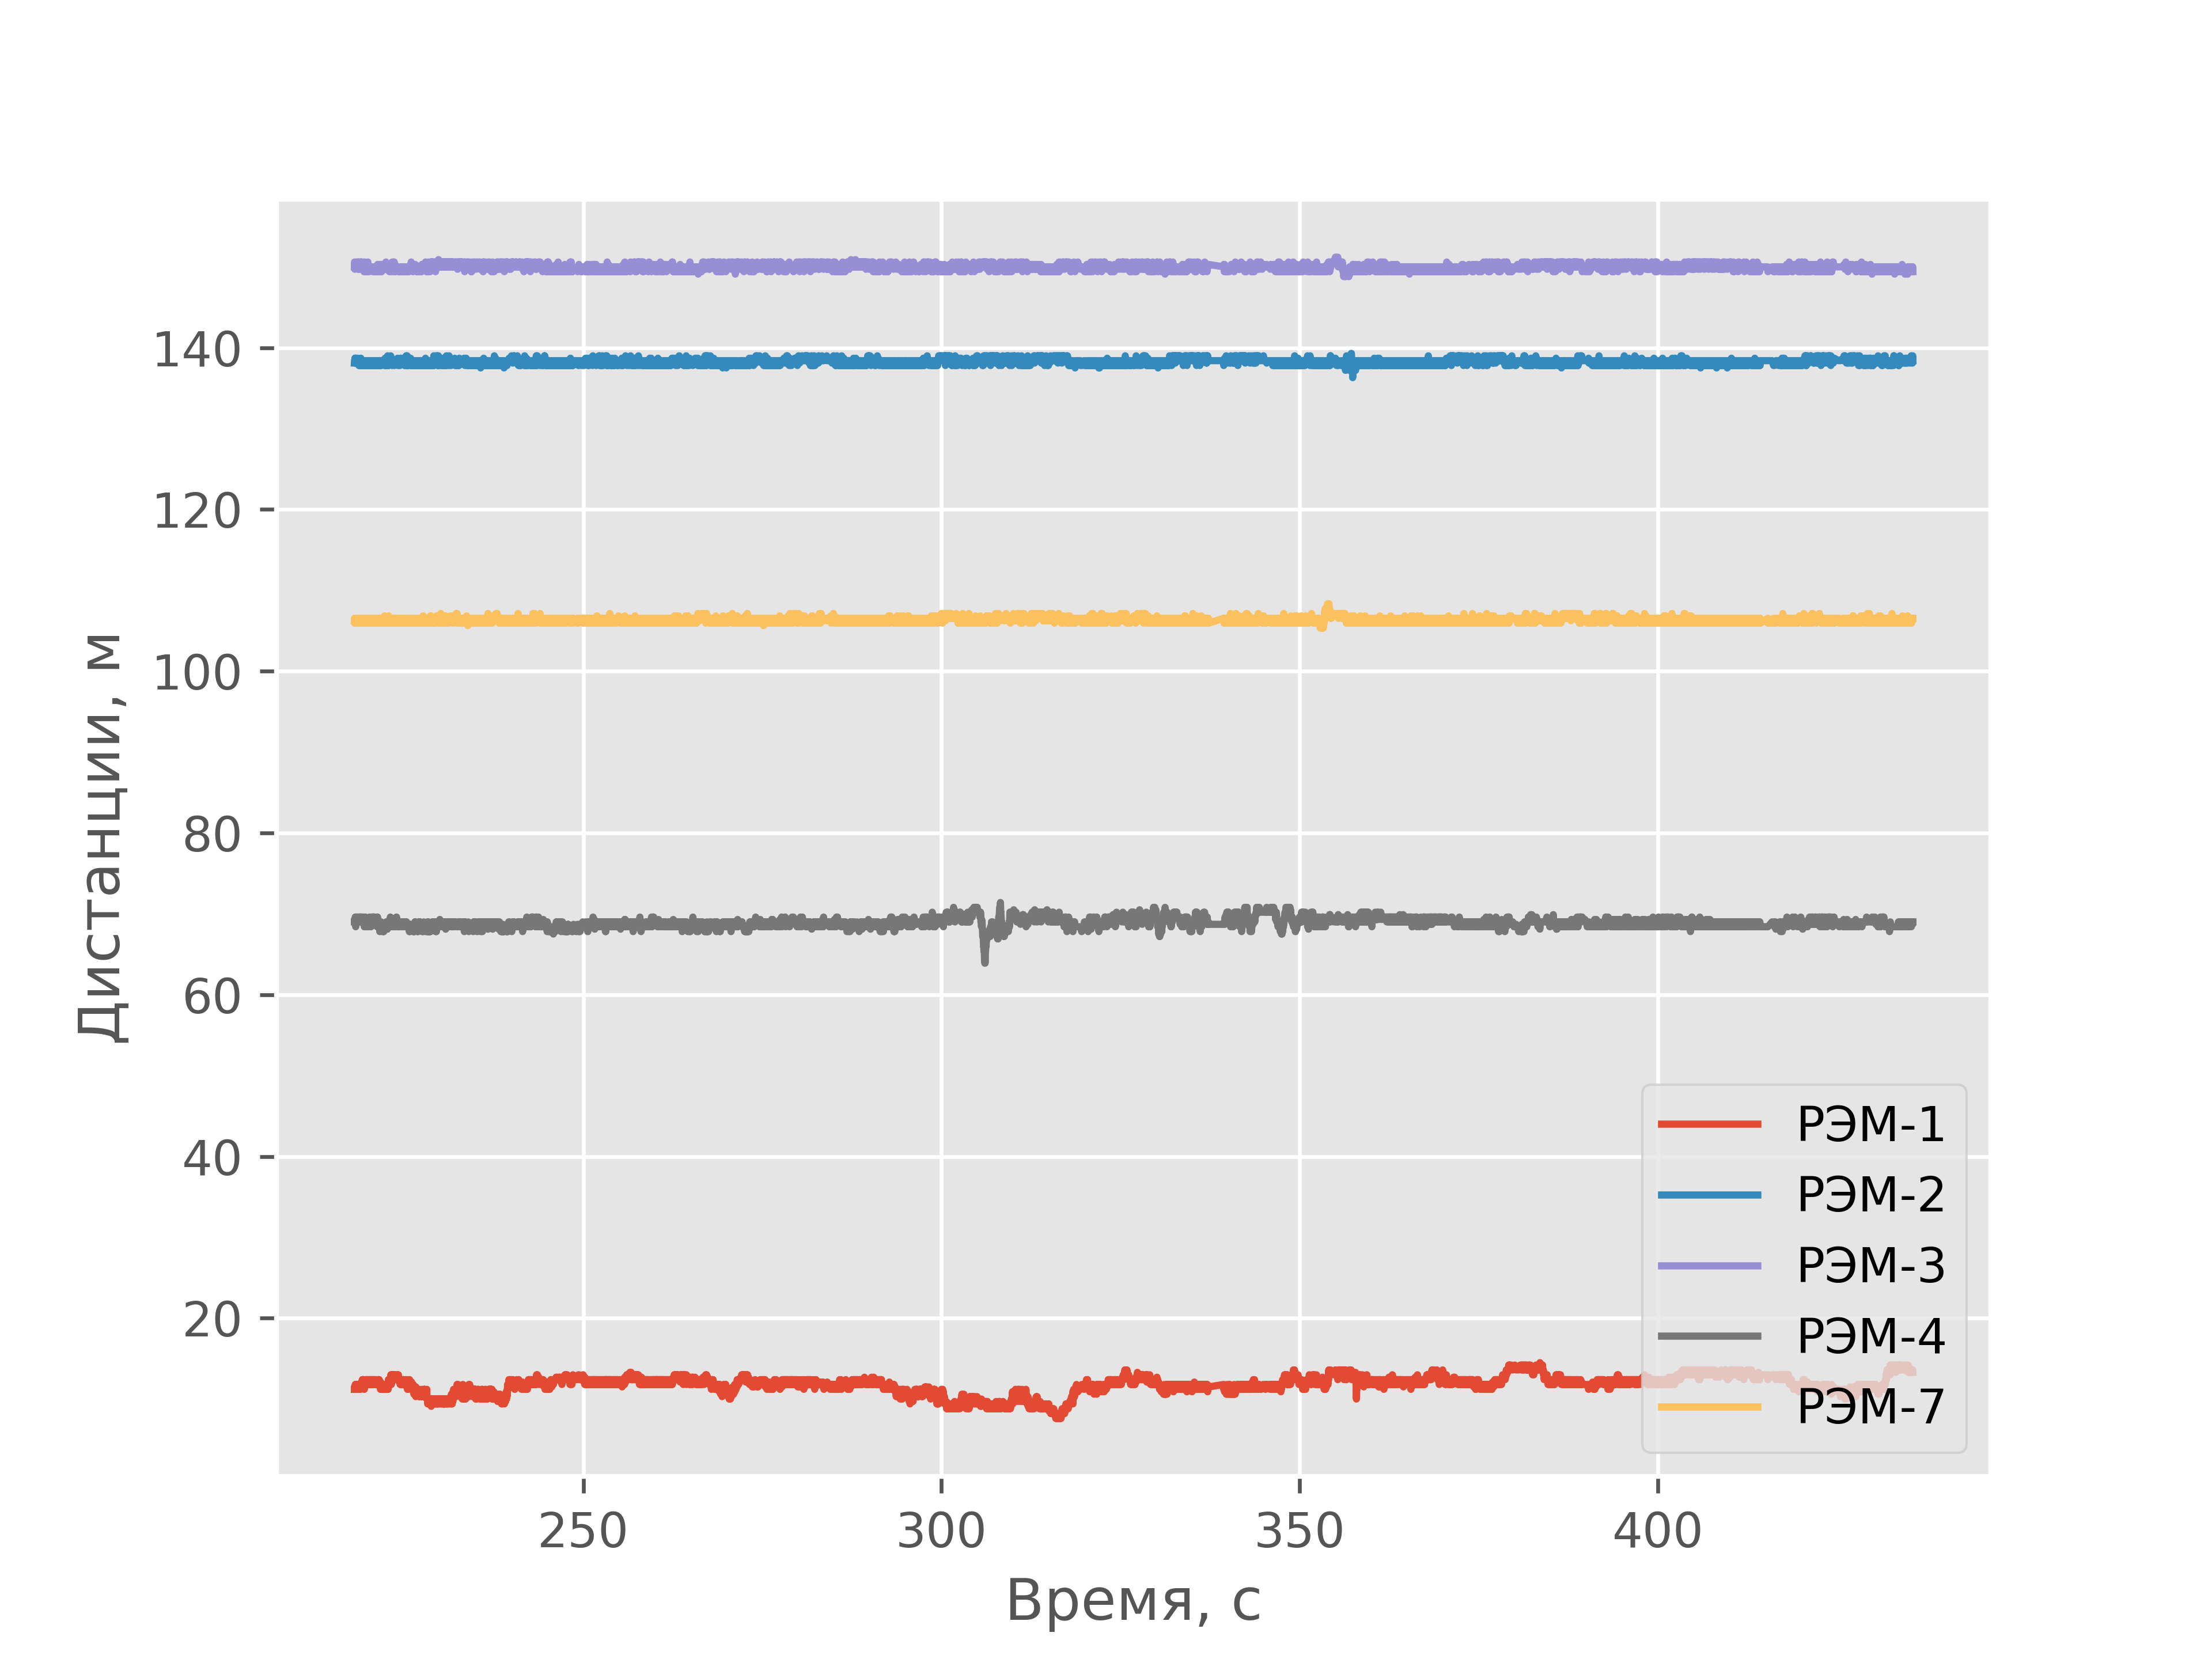 140
120
100
80
60
40
20
Дистанции, м
250 300 350 400
Время, с
РЭМ-1
РЭМ-2
РЭМ-3
РЭМ-4
РЭМ-7